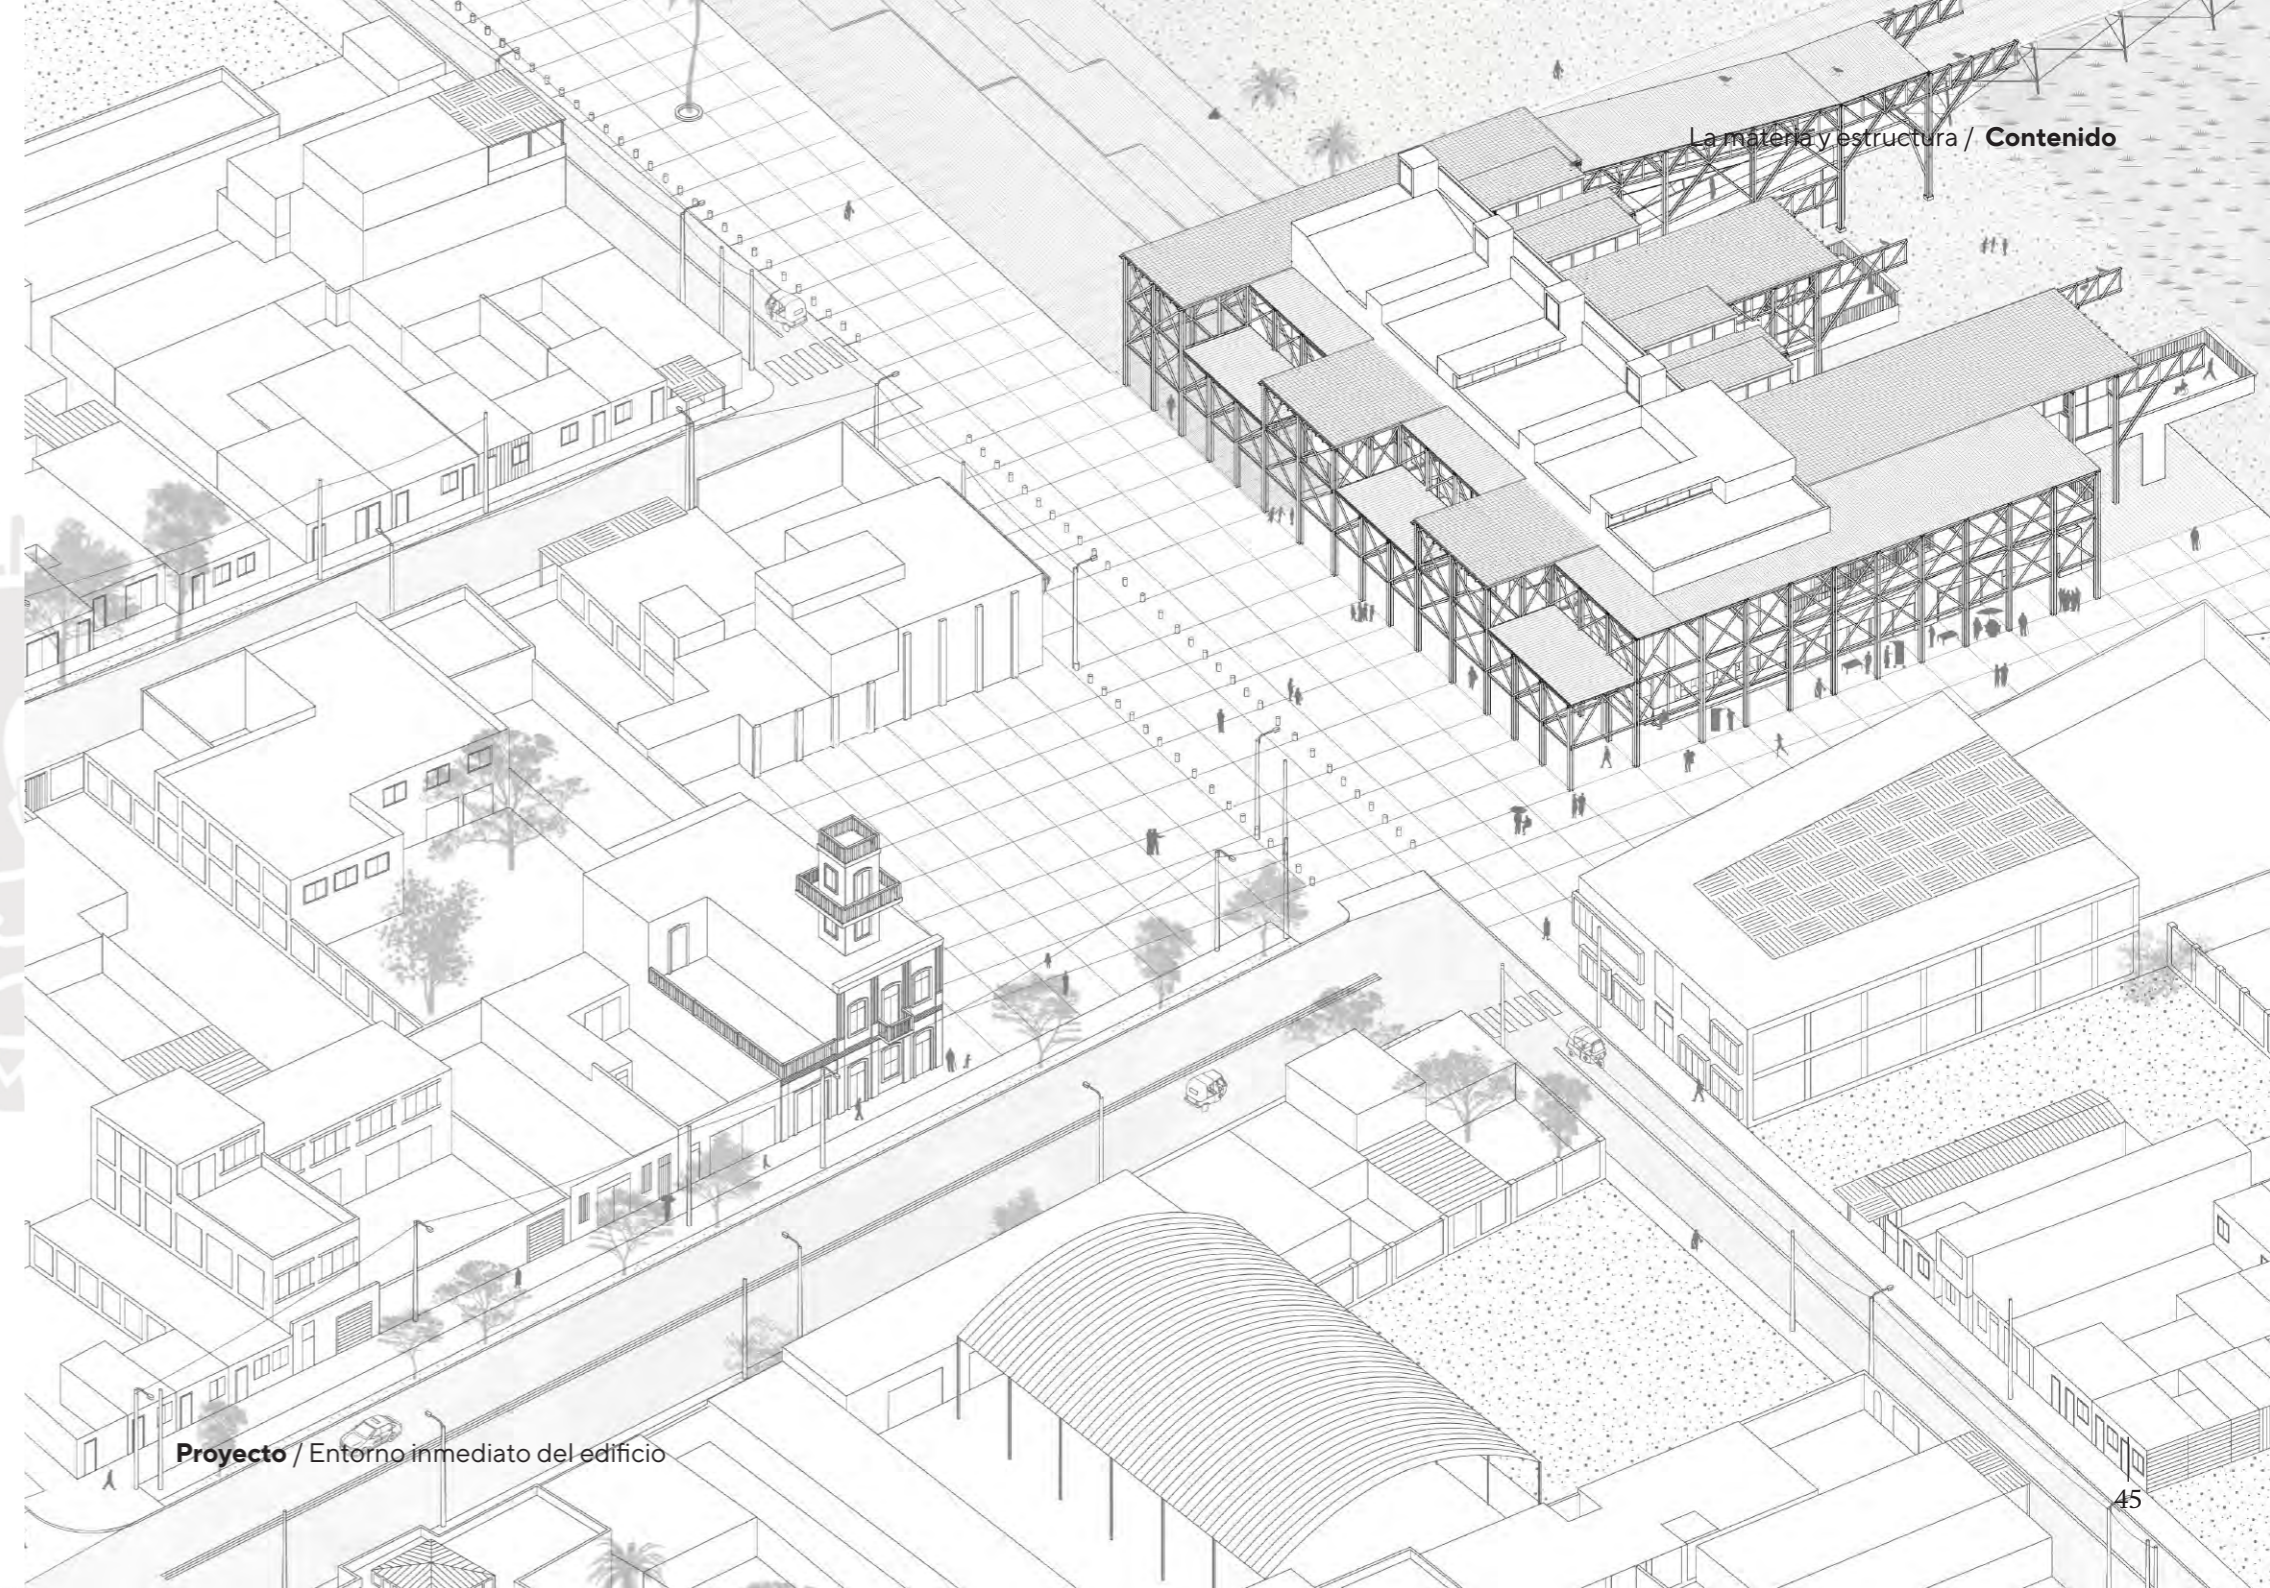 La materia y estructura / Contenido
Proyecto / Entorno inmediato del edificio
45